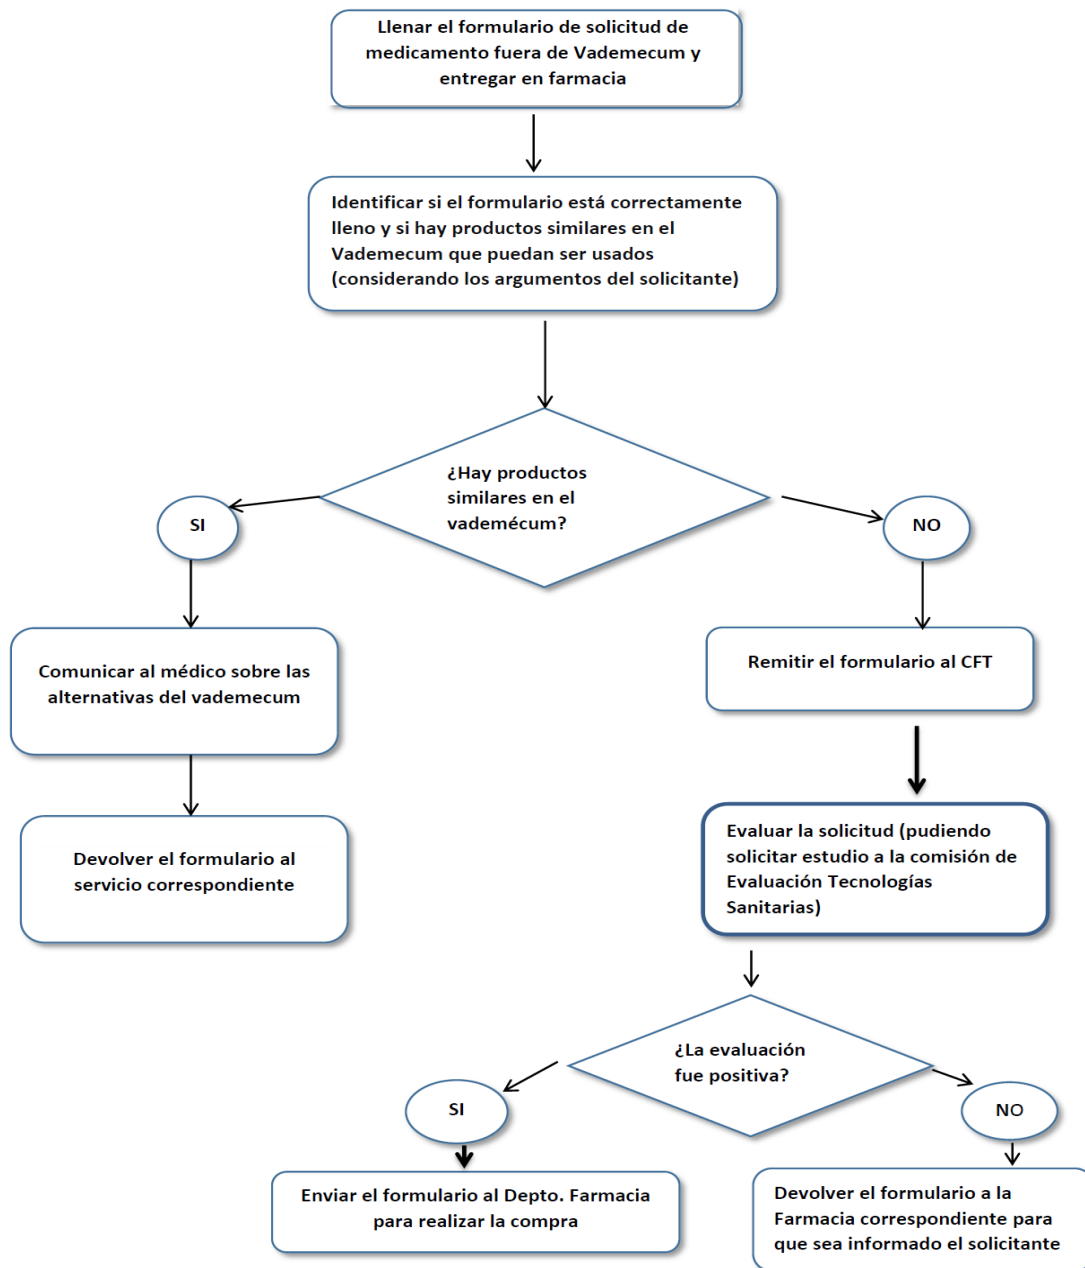 Llenar el formulario de solicitud de
medicamento fuera de Vademecum y
entregar en farmacia
Identificar si el formulario está correctamente
lleno y si hay productos similares en el
Vademecum que puedan ser usados
(considerando los argumentos del solicitante)
¿Hay productos
similares en el
vademécum?
SI
NO
Comunicar al médico sobre las
alternativas del vademecum
Remitir el formulario al CFT
Devolver el formulario al
servicio correspondiente
Evaluar la solicitud (pudiendo
solicitar estudio a la comisión de
Evaluación Tecnologías
Sanitarias)
¿La evaluación
fue positiva?
SI
NO
Enviar el formulario al Depto. Farmacia
para realizar la compra
Devolver el formulario a la
Farmacia correspondiente para
que sea informado el solicitante